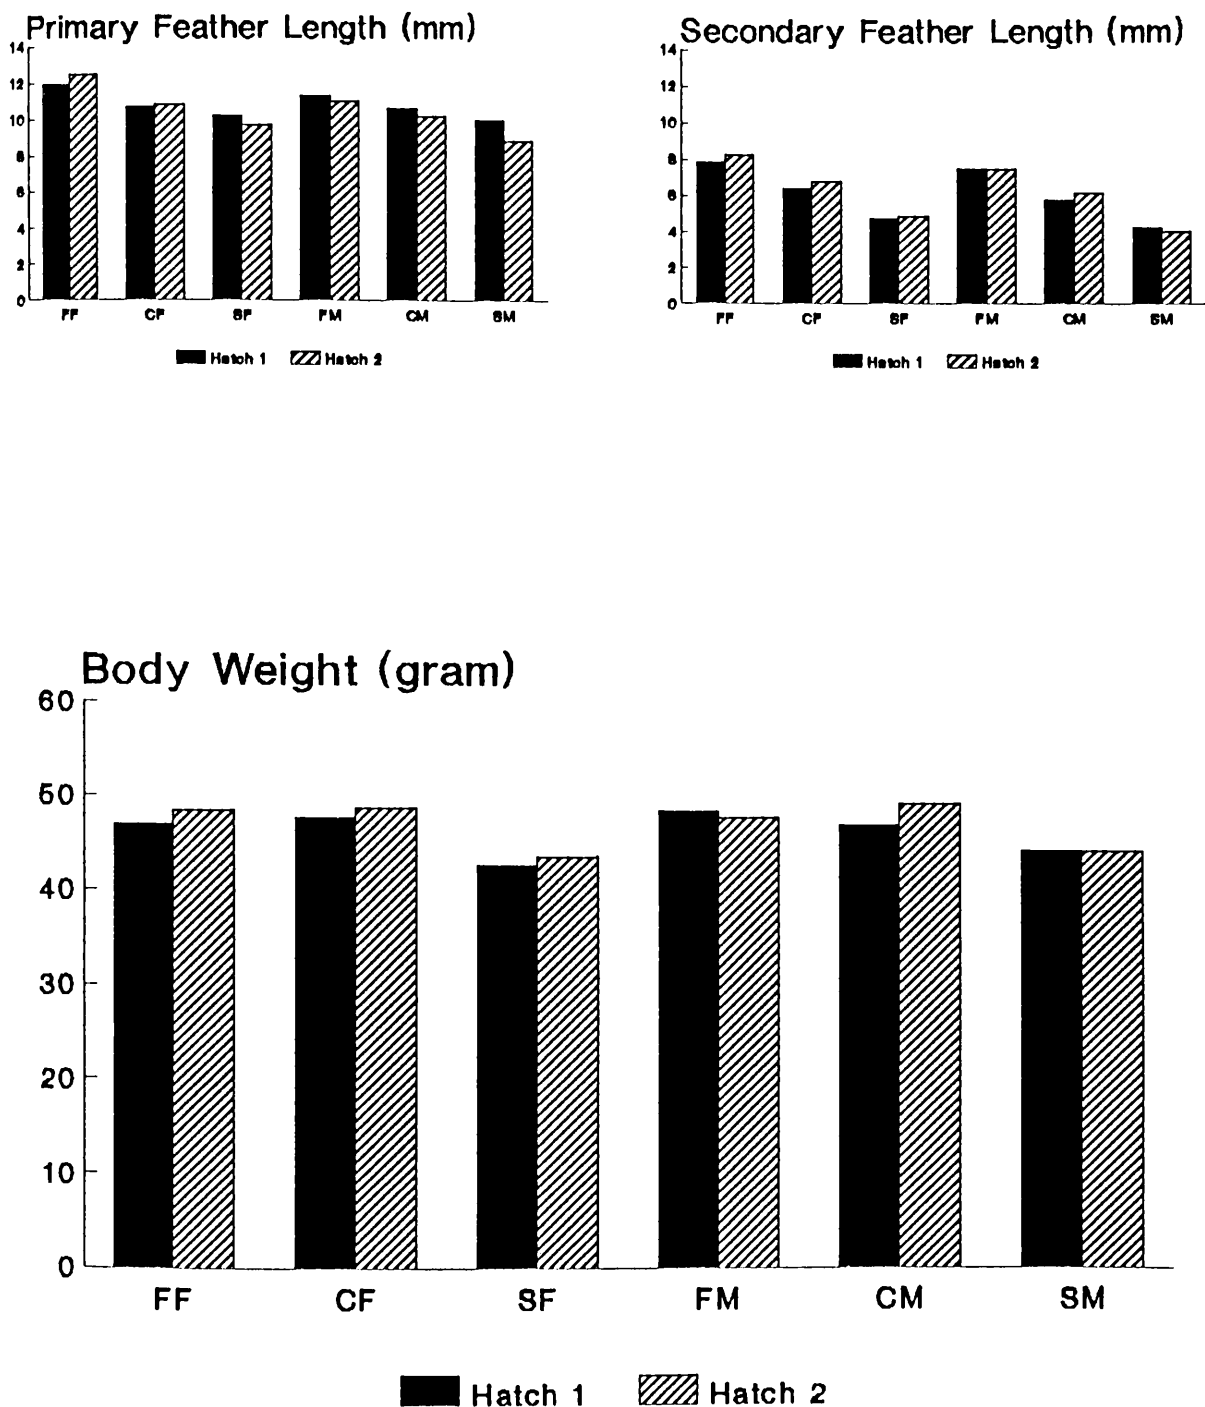 Primary Feather Length (mm)
14
12
10
8
6
4
2
0
FF CF SF FM CM SM
Hatch 1 Hatch 2
Secondary Feather Length (mm)
14
12
10
8
6
4
2
0
FF CF SF FM CM SM
Hatch 1 Hatch 2
Body Weight (gram)
60
50
40
30
20
10
0
FF CF SF FM CM SM
Hatch 1 Hatch 2